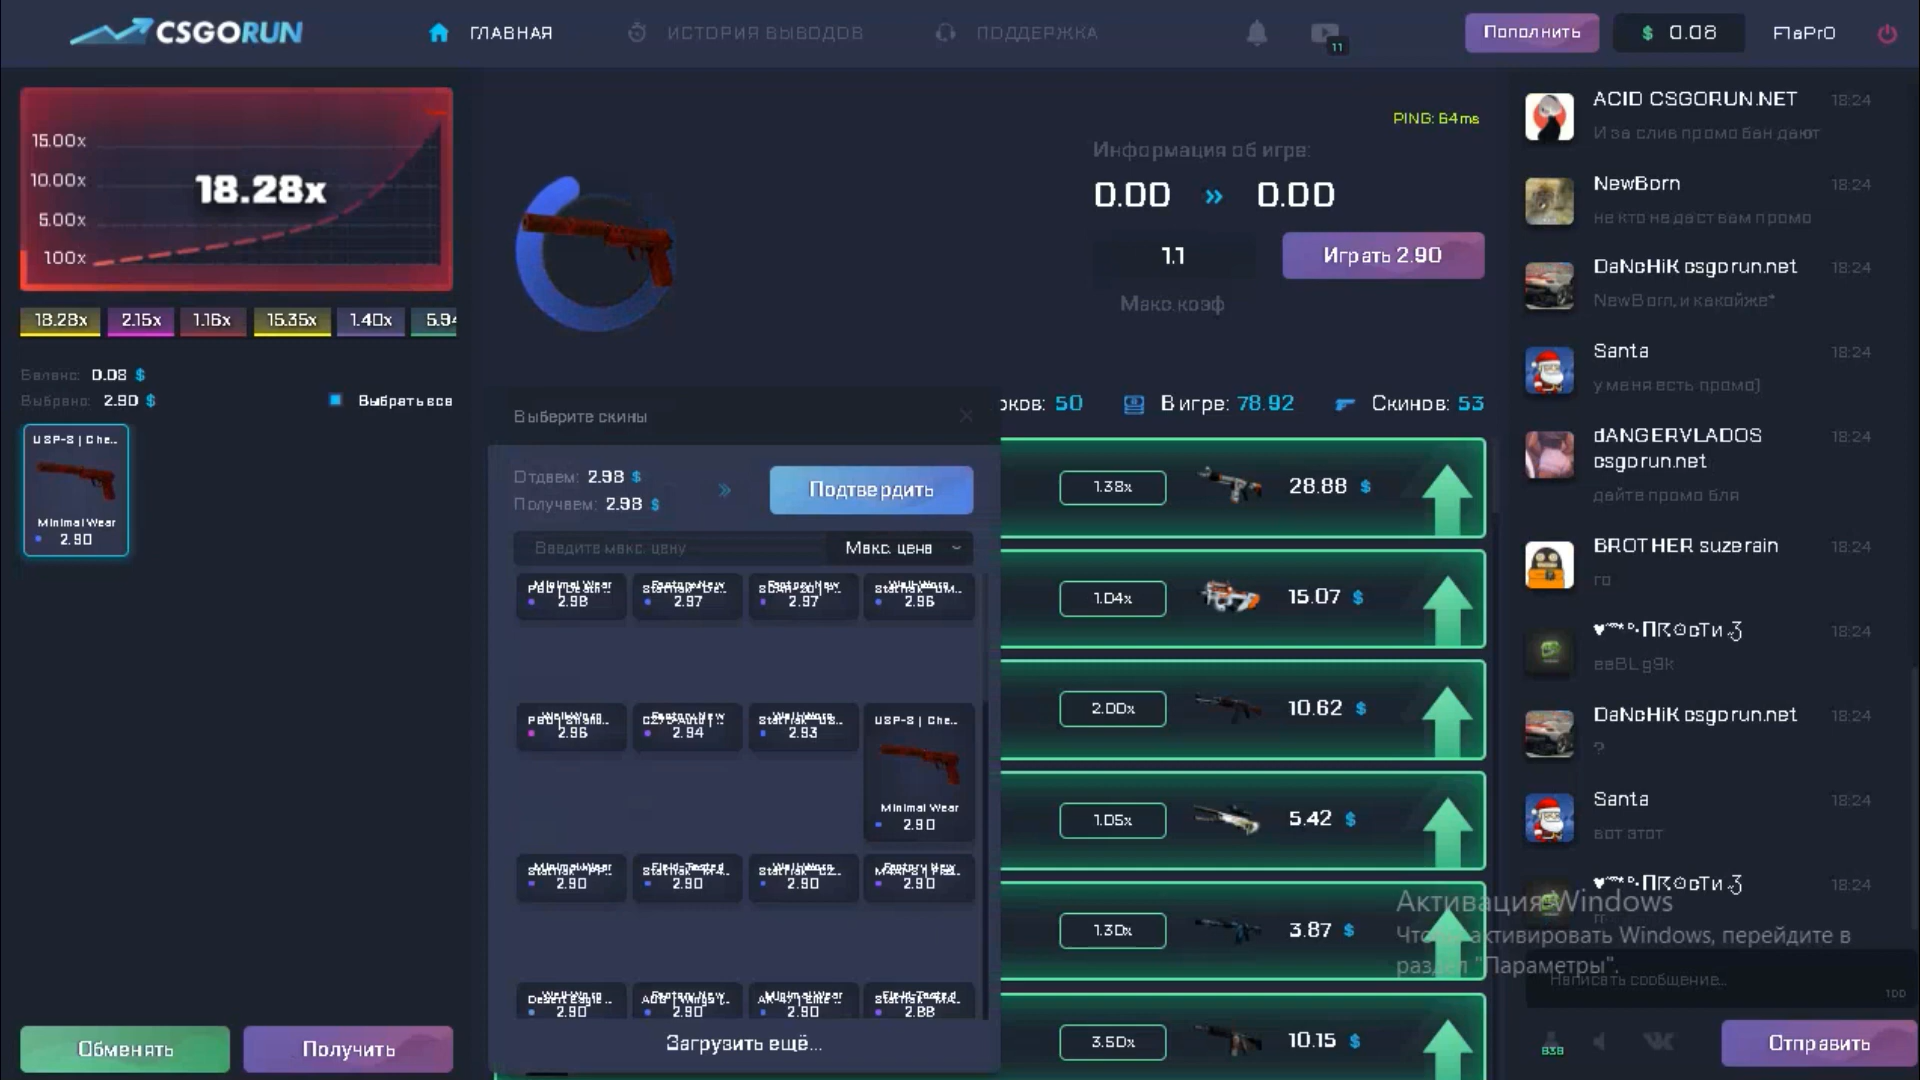 CSGORUN
ГЛАВНАЯ
ИСТОРИЯ ВЫВОДОВ
ПОДДЕРЖКА
11
Пополнить
$ 0.08
FlaPrO
15.00x
10.00x
5.00x
1.00x
18.28x
18.28x
2.15x
1.16x
15.35x
1.40x
5.94
Баланс: 0.08 $
Выбрано: 2.90 $
Выбрать все
USP-S | Che...
Minimal Wear
2.90
Обменять
Получить
PING: 64ms
Информация об игре:
0.00 » 0.00
1.1
Играть 2.90
Макс.коэф
оков: 50
В игре: 78.92
Скинов: 53
Выберите скины
Отдаем: 2.98 $
Получаем: 2.98 $
»
Подтвердить
Введите макс. цену
Макс. цена
2.98
2.97
2.97
2.96
2.96
2.94
2.93
USP-S | Che...
Minimal Wear
2.90
2.90
2.90
2.90
2.90
2.90
2.90
2.90
2.88
Загрузить ещё...
1.38x
28.88 $
1.04x
15.07 $
2.00x
10.62 $
1.05x
5.42 $
1.30x
3.87 $
3.50x
10.15 $
ACID CSGORUN.NET
18:24
И за слив промо бан дают
NewBorn
18:24
не кто не даст вам промо
DaNcHiK csgorun.net
18:24
NewBorn, и какойже*
Santa
18:24
у меня есть промо)
dANGERVLADOS csgorun.net
18:24
дайте промо бля
BROTHER suzerain
18:24
го
18:24
eaBLg9k
DaNcHiK csgorun.net
18:24
?
Santa
18:24
вот этот
18:24
гг
Активация Windows
Чтобы активировать Windows, перейдите в
раздел "Параметры".
Написать сообщение...
100
838
Отправить